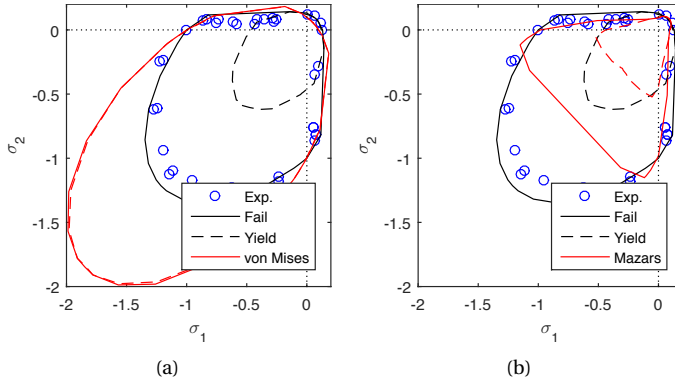 0
-0.5
-1
-1.5
-2
σ2
Exp.
Fail
Yield
von Mises
-2 -1.5 -1 -0.5 0
σ1
(a)
0
-0.5
-1
-1.5
-2
σ2
Exp.
Fail
Yield
Mazars
-2 -1.5 -1 -0.5 0
σ1
(b)